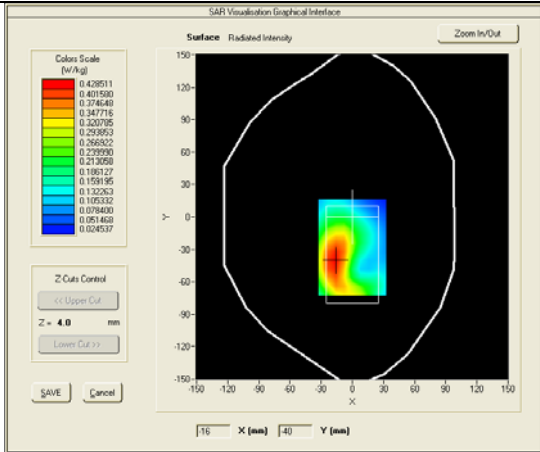 SAR Visualisation Graphical Interface
Surface Radiated Intensity
Zoom In/Out
Colors Scale
(W/kg)
0.428511
0.401580
0.374648
0.347716
0.320785
0.293853
0.266922
0.239990
0.213058
0.186127
0.159195
0.132263
0.105332
0.078400
0.051468
0.024537
Z Cuts Control
<< Upper Cut
Z = 4.0 mm
Lower Cut >>
SAVE Cancel
150-
120-
90-
60-
30-
0-
-30-
-60-
-90-
-120-
-150-
Y
-150 -120 -90 -60 -30 0 30 60 90 120 150
X
-16 X (mm) -40 Y (mm)